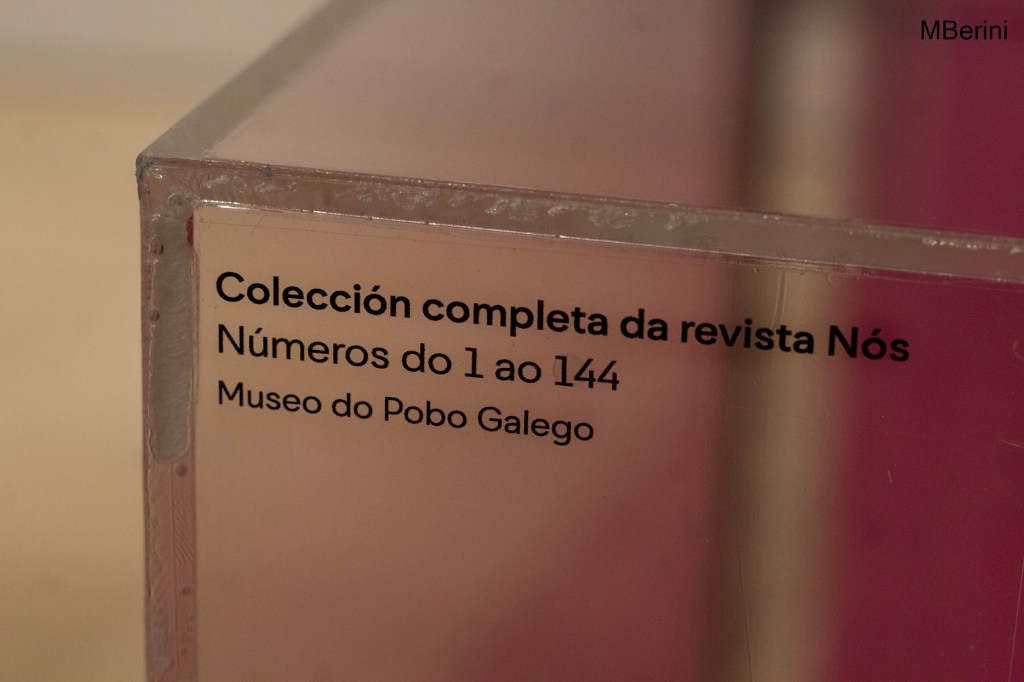 MBerini
Colección completa da revista Nós
Números do 1 ao 144
Museo do Pobo Galego